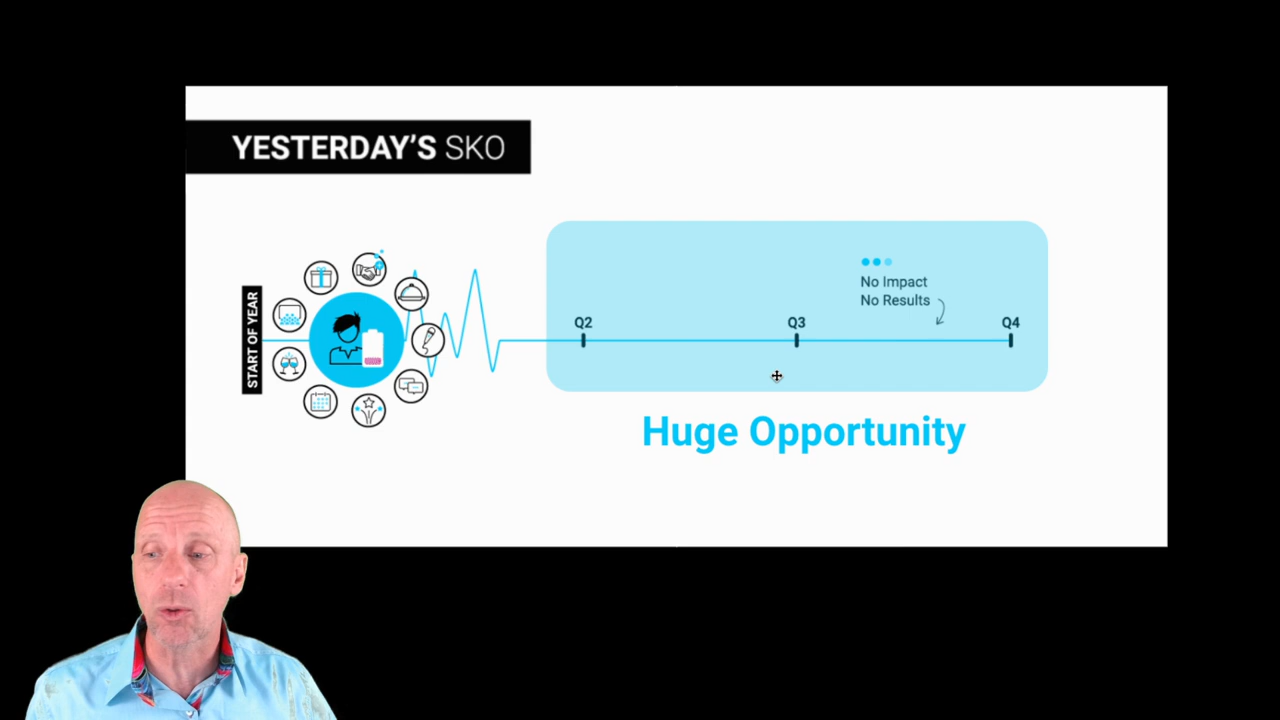 YESTERDAY'S SKO
START OF YEAR
No Impact
No Results
Q2
Q3
Q4
Huge Opportunity